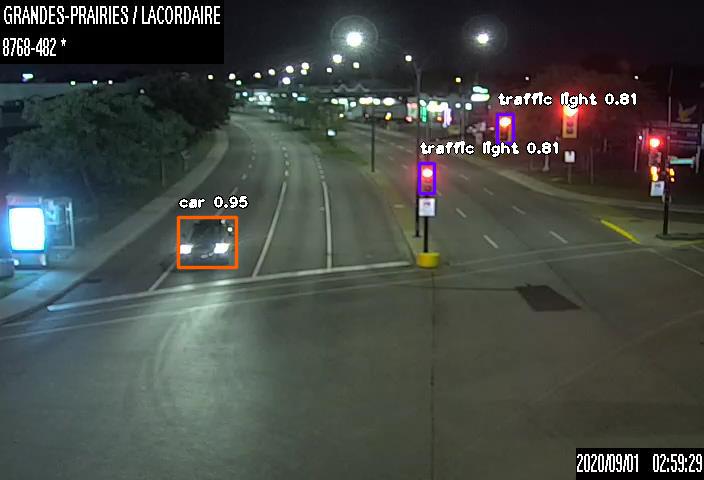 GRANDES-PRAIRIES / LACORDAIRE
8768-482 *
traffic light 0.81
traffic light 0.81
car 0.95
2020/09/01 02:59:29